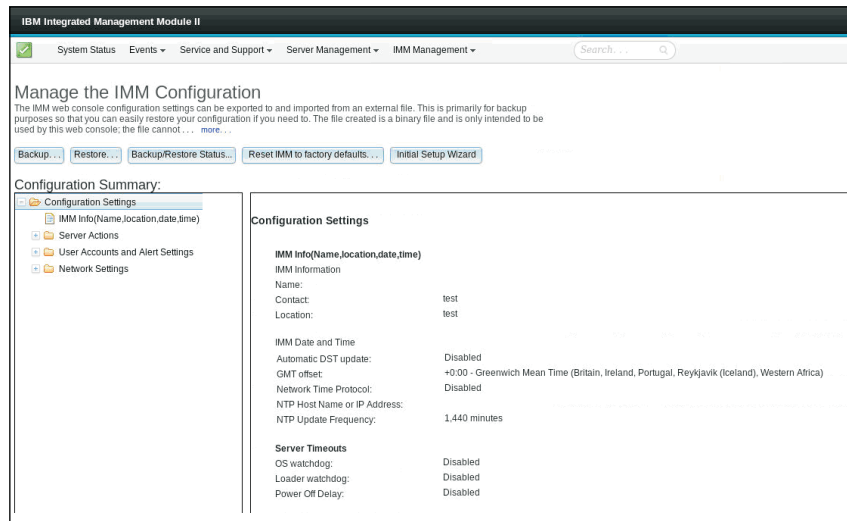 IBM Integrated Management Module II
System Status Events Service and Support Server Management IMM Management Search. . .
Manage the IMM Configuration
The IMM web console configuration settings can be exported to and imported from an external file. This is primarily for backup
purposes so that you can easily restore your configuration if you need to. The file created is a binary file and is only intended to be
used by this web console; the file cannot . . . more. . .
Backup. . . Restore. . . Backup/Restore Status... Reset IMM to factory defaults. . . Initial Setup Wizard
Configuration Summary:
Configuration Settings
IMM Info(Name,location,date,time)
Server Actions
User Accounts and Alert Settings
Network Settings
Configuration Settings
IMM Info(Name,location,date,time)
IMM Information
Name:
Contact: test
Location: test
IMM Date and Time
Automatic DST update: Disabled
GMT offset: +0:00 - Greenwich Mean Time (Britain, Ireland, Portugal, Reykjavik (Iceland), Western Africa)
Network Time Protocol: Disabled
NTP Host Name or IP Address:
NTP Update Frequency: 1,440 minutes
Server Timeouts
OS watchdog: Disabled
Loader watchdog: Disabled
Power Off Delay: Disabled